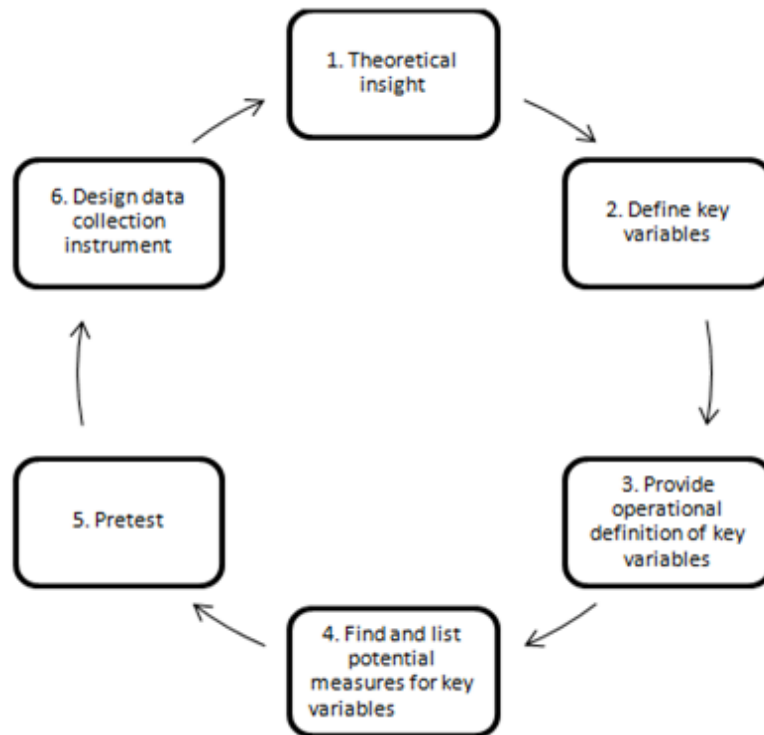 1. Theoretical
insight
2. Define key
variables
3. Provide
operational
definition of key
variables
4. Find and list
potential
measures for key
variables
5. Pretest
6. Design data
collection
instrument